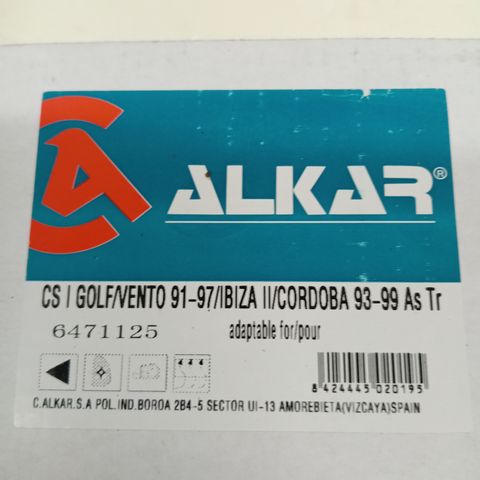 ALKAR®
CS I GOLF/VENTO 91-97/IBIZA II/CORDOBA 93-99 As Tr
6471125
adaptable for/pour
8 424445 020195
C.ALKAR.S.A POL.IND.BOROA 2B4-5 SECTOR UI-13 AMOREBIETA(VIZCAYA)SPAIN